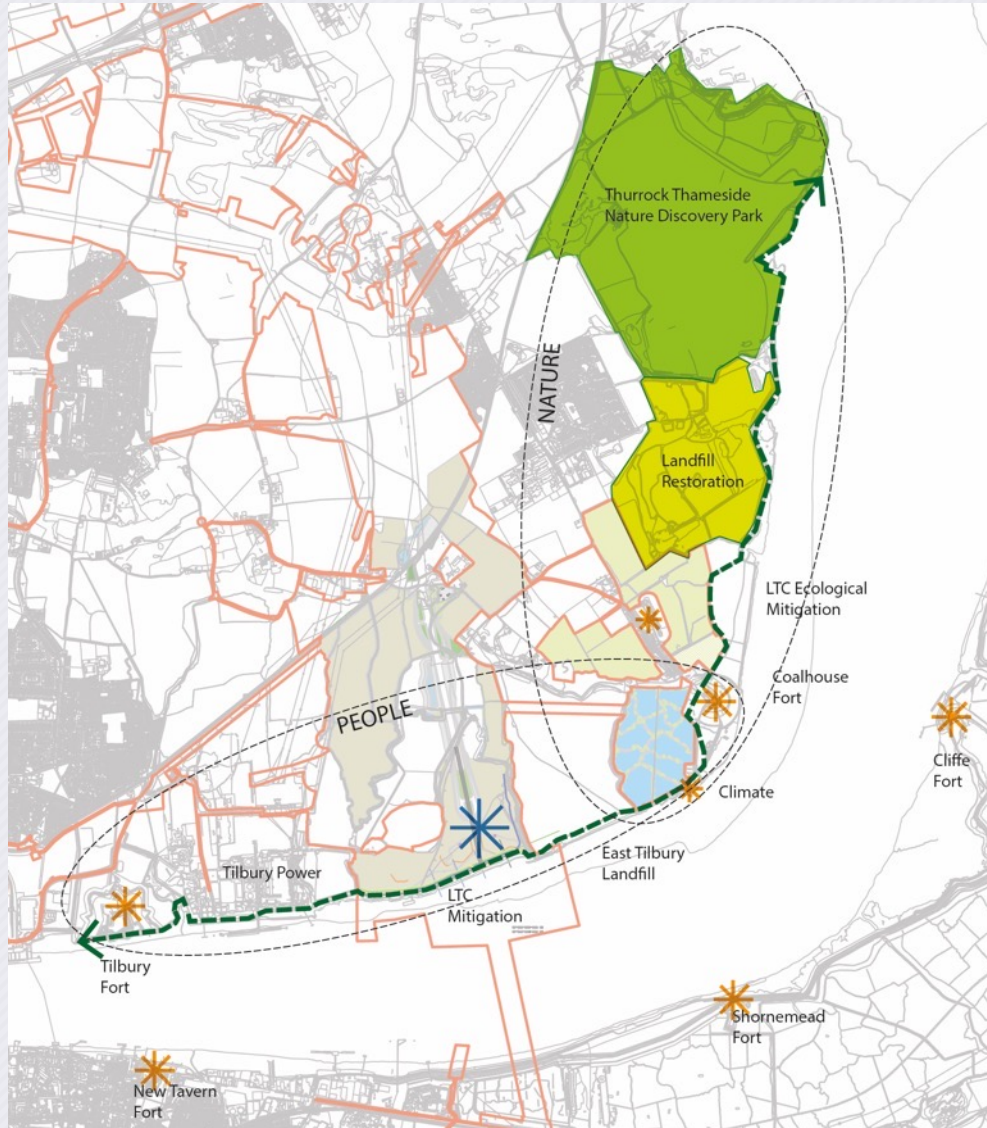 Thurrock Thameside
Nature Discovery Park
NATURE
Landfill
Restoration
LTC Ecological
Mitigation
Coalhouse
Fort
PEOPLE
Cliffe
Fort
Climate
East Tilbury
Landfill
Tilbury Power
LTC
Mitigation
Tilbury
Fort
Shornemead
Fort
New Tavern
Fort